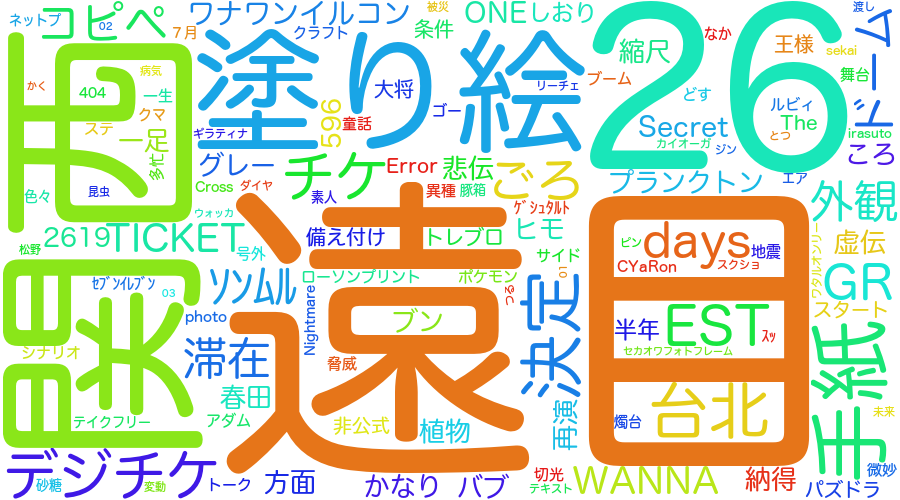 コピペ
02
ワナワンイルコン
ONE
しおり
被災
ネットプ
7月
クラフト
条件
なか
王様
渡し
sekai
ドーム
西
塗り絵
26
かく
404
一生
病気
クマ
ステ
一足
多忙
ギラティナ
596
童話
大将
ゴー
リーチェ
縮尺
ブーム
どす
ルビィ
舞台
The
とつ
irasuto
Secret
カイオーガ
ジン
ころ
グレー
チケ
Error
悲伝
ごろ
プランクトン
エア
外観
色々
昆虫
Cross
ダイヤ
素人
異種
豚箱
ウォッカ
ｹﾞｼｭﾀﾙﾄ
ヒモ
松野
2619
TICKET
号外
備え付け
トレブロ
サイド
ピン
days
地震
虚伝
ワタルオンリー
CYaRon
スクショ
関
遠
目
ｾﾌﾞﾝｲﾚﾌﾞﾝ
03
ソンムル
ローソンプリント
ポケモン
01
つを
GR
photo
Nightmare
ブン
決定
半年
EST
ｽｯ
スタート
セカオワフォトフレーム
シナリオ
滞在
脅威
手紙
春田
台北
テイクフリー
アダム
非公式
植物
再演
燭台
未来
デジチケ
砂糖
変動
トーク
方面
かなり
バブ
切光
テキスト
WANNA
納得
パズドラ
微妙